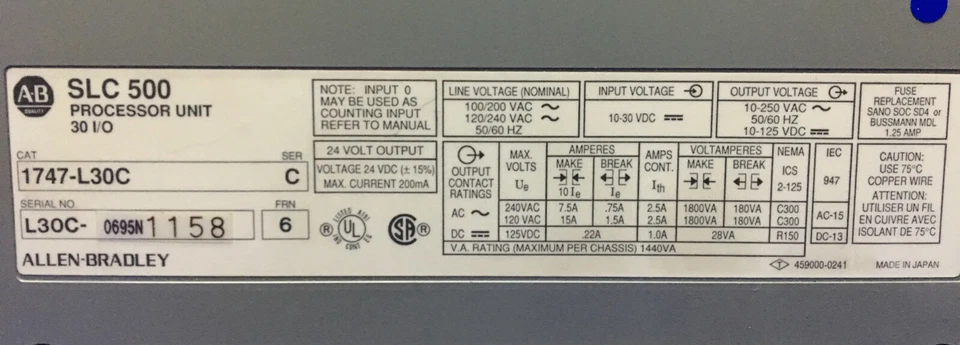 A-B
QUALITY
SLC 500
PROCESSOR UNIT
30 I/O
CAT
SER
1747-L30C
C
SERIAL NO.
FRN
L30C- 0695N1158
6
ALLEN-BRADLEY
NOTE: INPUT 0
MAY BE USED AS
COUNTING INPUT
REFER TO MANUAL
24 VOLT OUTPUT
VOLTAGE 24 VDC (± 15%)
MAX. CURRENT 200mA
® UL ®
SA ®
LINE VOLTAGE (NOMINAL)
100/200 VAC ~
120/240 VAC ~
50/60 HZ
INPUT VOLTAGE
10-30 VDC
OUTPUT VOLTAGE
10-250 VAC ~
50/60 HZ
10-125 VDC
FUSE
REPLACEMENT
SANO SOC SD4 or
BUSSMANN MDL
1.25 AMP
OUTPUT
CONTACT
RATINGS
MAX.
VOLTS
Ue
AMPERES
MAKE BREAK
10 Ie Ie
AMPS
CONT.
Ith
VOLTAMPERES
MAKE BREAK
NEMA
ICS
2-125
IEC
947
AC ~ 240VAC 7.5A .75A 2.5A 1800VA 180VA C300 AC-15
120 VAC 15A 1.5A 2.5A 1800VA 180VA C300
DC 125VDC .22A 1.0A 28VA R150 DC-13
V.A. RATING (MAXIMUM PER CHASSIS) 1440VA
CAUTION:
USE 75°C
COPPER WIRE
ATTENTION:
UTILISER UN FIL
EN CUIVRE AVEC
ISOLANT DE 75°C
T 459000-0241
MADE IN JAPAN